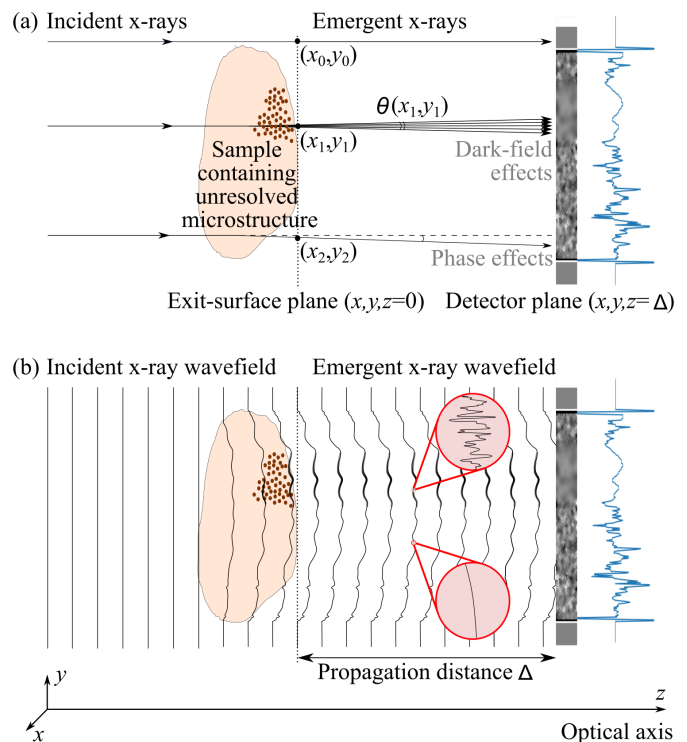 (a) Incident x-rays Emergent x-rays
(x0,y0)
θ(x1,y1)
(x1,y1)
Sample
containing
unresolved
microstructure
Dark-field
effects
(x2,y2)
Phase effects
Exit-surface plane (x,y,z=0) Detector plane (x,y,z= Δ)
(b) Incident x-ray wavefield Emergent x-ray wavefield
Propagation distance Δ
y
z
x
Optical axis